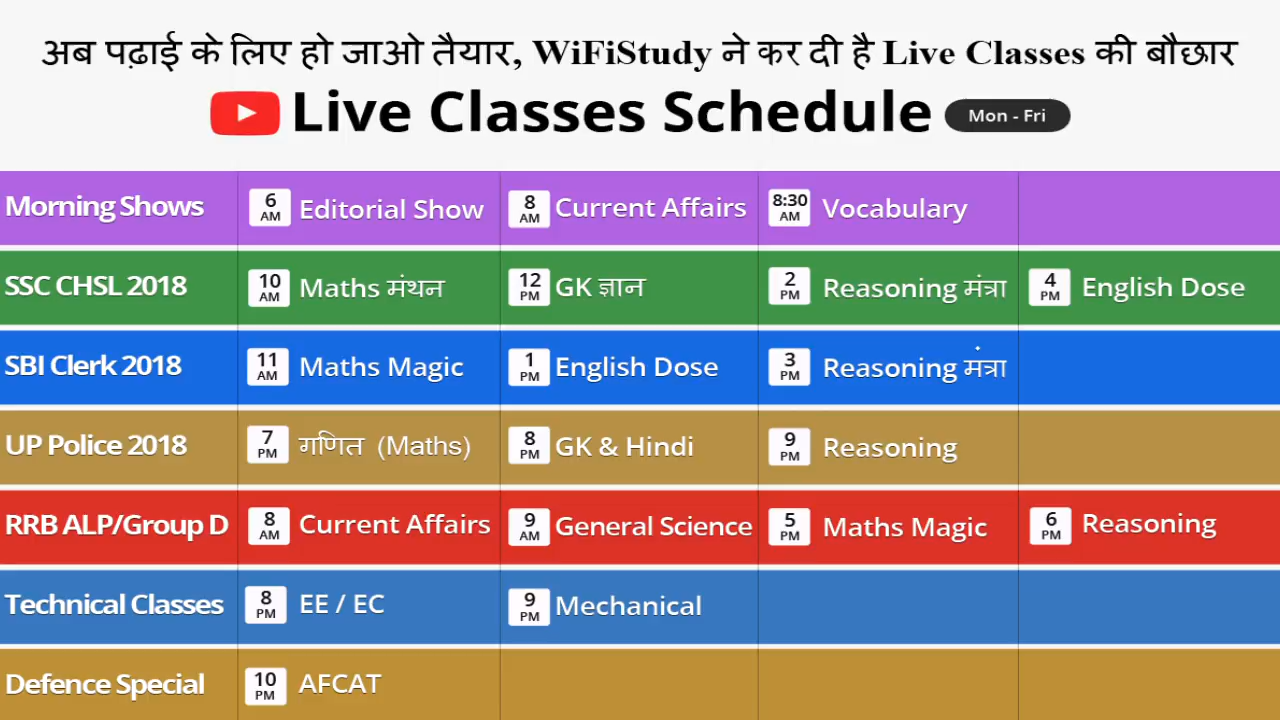 अब पढ़ाई के लिए हो जाओ तैयार, WiFiStudy ने कर दी है Live Classes की बौछार
Live Classes Schedule Mon - Fri
Morning Shows 6 AM Editorial Show 8 AM Current Affairs 8:30 AM Vocabulary
SSC CHSL 2018 10 AM Maths मंथन 12 PM GK ज्ञान 2 PM Reasoning मंत्रा 4 PM English Dose
SBI Clerk 2018 11 AM Maths Magic 1 PM English Dose 3 PM Reasoning मंत्रा
UP Police 2018 7 PM गणित (Maths) 8 PM GK & Hindi 9 PM Reasoning
RRB ALP/Group D 8 AM Current Affairs 9 AM General Science 5 PM Maths Magic 6 PM Reasoning
Technical Classes 8 PM EE / EC 9 PM Mechanical
Defence Special 10 PM AFCAT